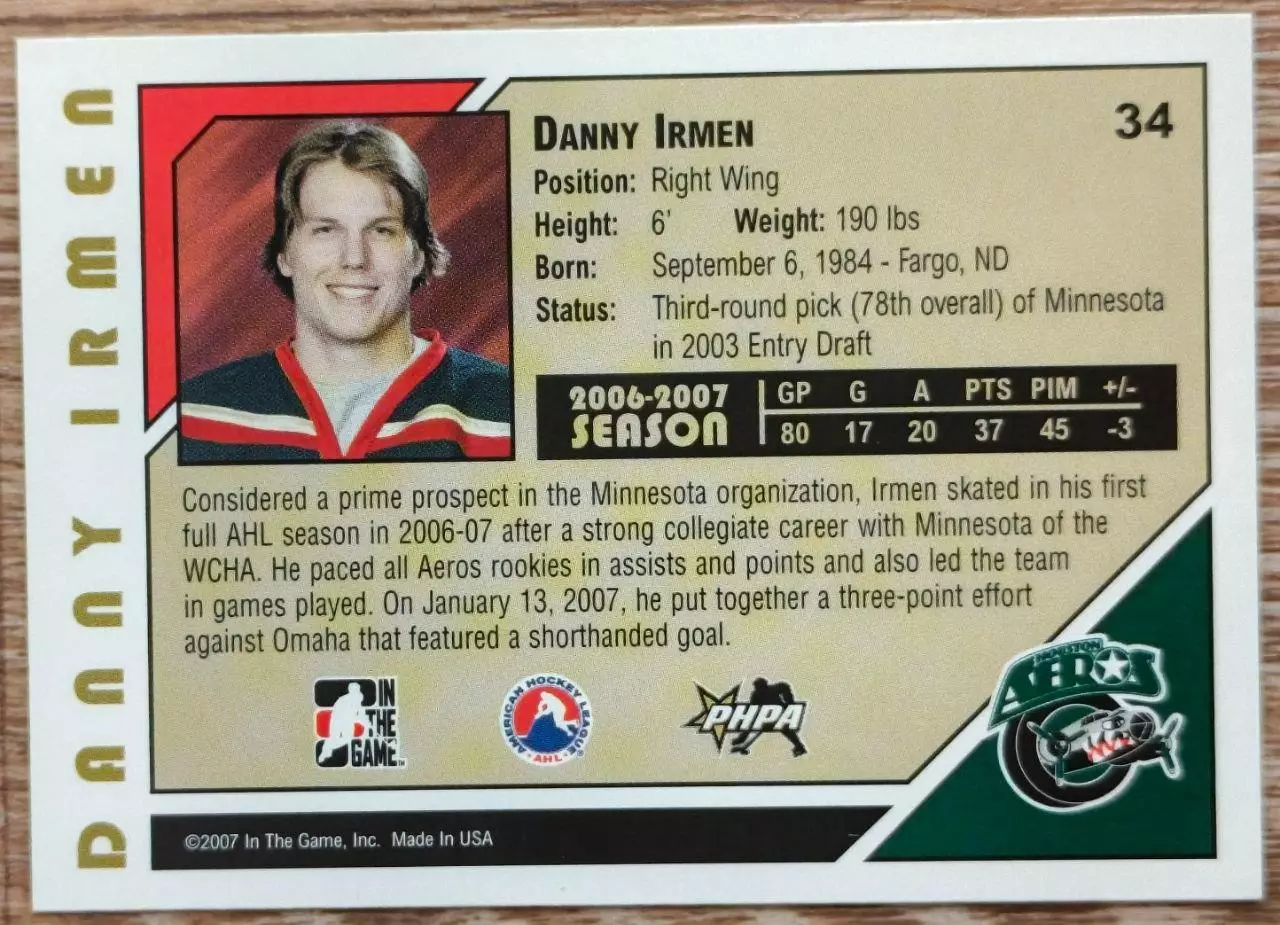 DANNY IRMEN
DANNY IRMEN
34
Position: Right Wing
Height: 6' Weight: 190 lbs
Born: September 6, 1984 - Fargo, ND
Status: Third-round pick (78th overall) of Minnesota
in 2003 Entry Draft
2006-2007
SEASON
GP G A PTS PIM +/-
80 17 20 37 45 -3
Considered a prime prospect in the Minnesota organization, Irmen skated in his first
full AHL season in 2006-07 after a strong collegiate career with Minnesota of the
WCHA. He paced all Aeros rookies in assists and points and also led the team
in games played. On January 13, 2007, he put together a three-point effort
against Omaha that featured a shorthanded goal.
IN
THE
GAME
AMERICAN HOCKEY LEAGUE
AHL
PHPA
HOUSTON
AEROS
©2007 In The Game, Inc. Made In USA